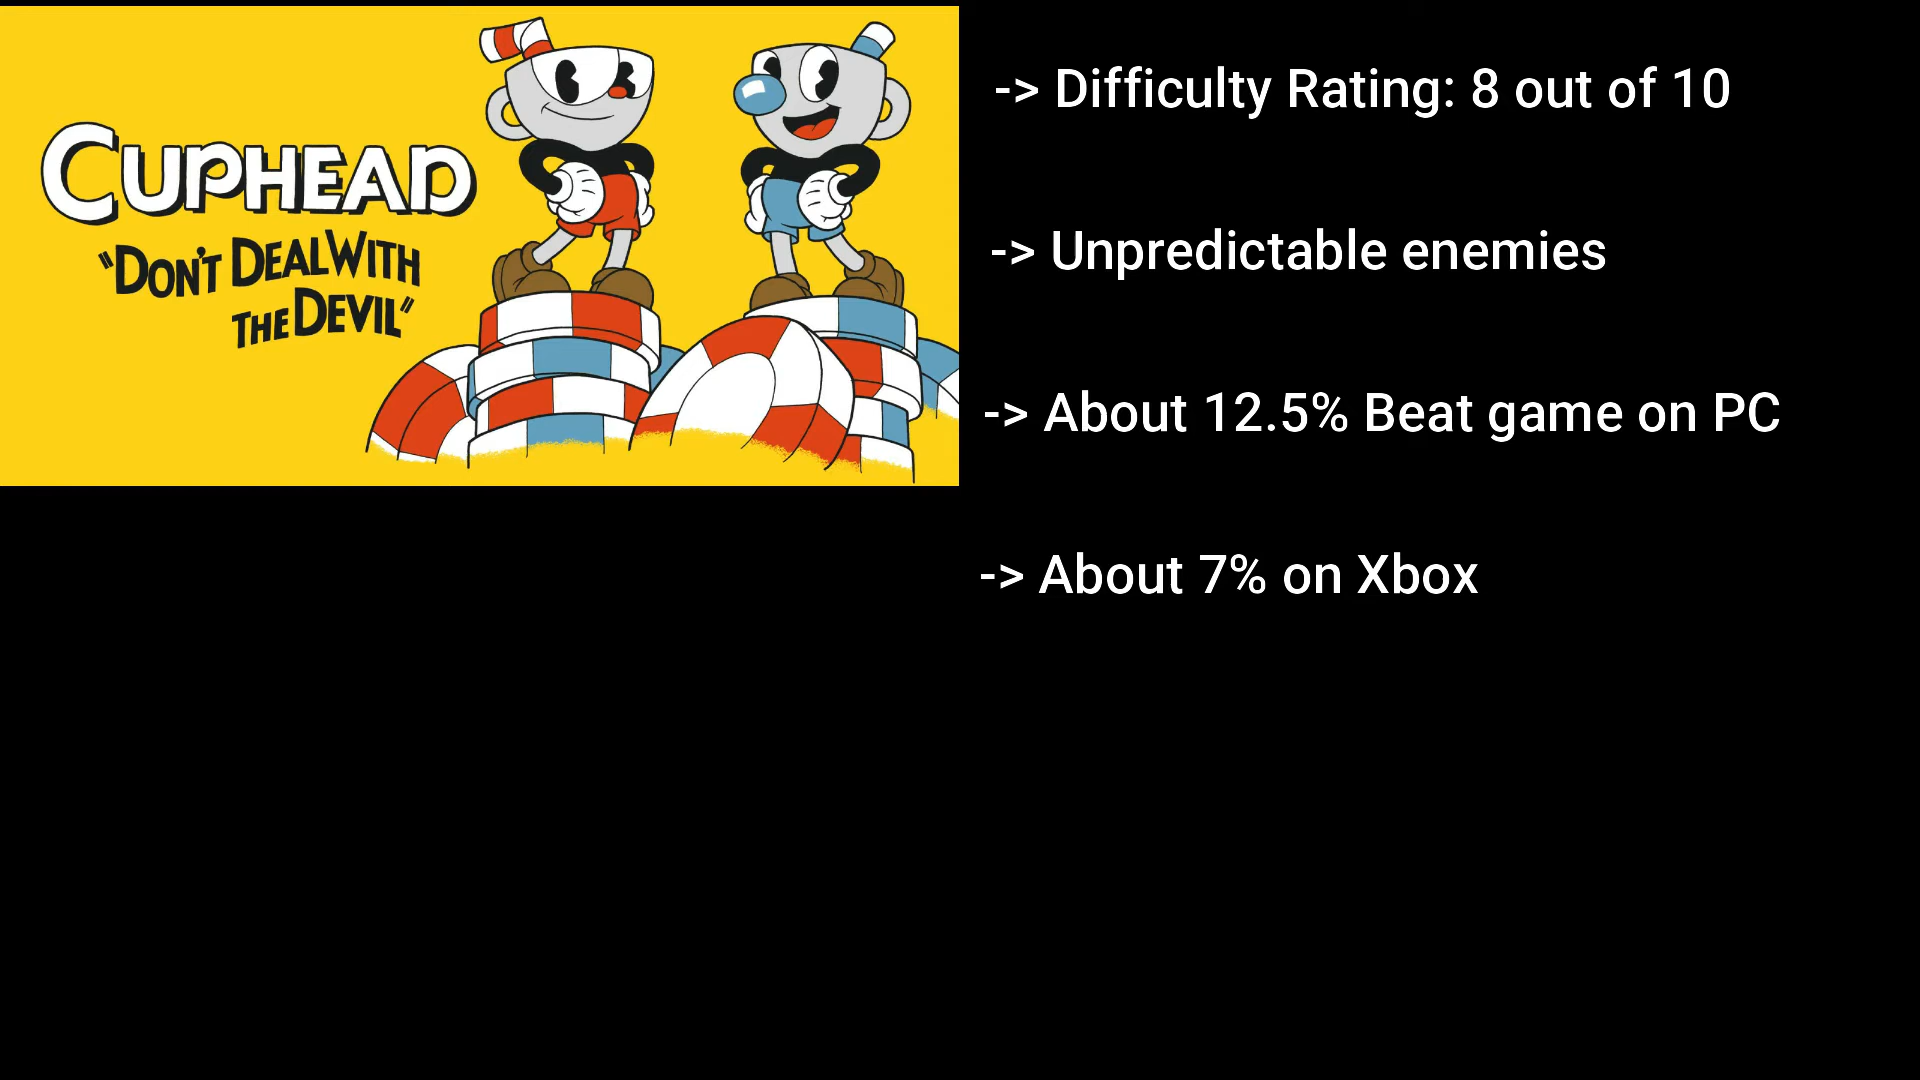 CUPHEAD
"DON'T DEAL WITH
THE DEVIL"
-> Difficulty Rating: 8 out of 10
-> Unpredictable enemies
-> About 12.5% Beat game on PC
-> About 7% on Xbox